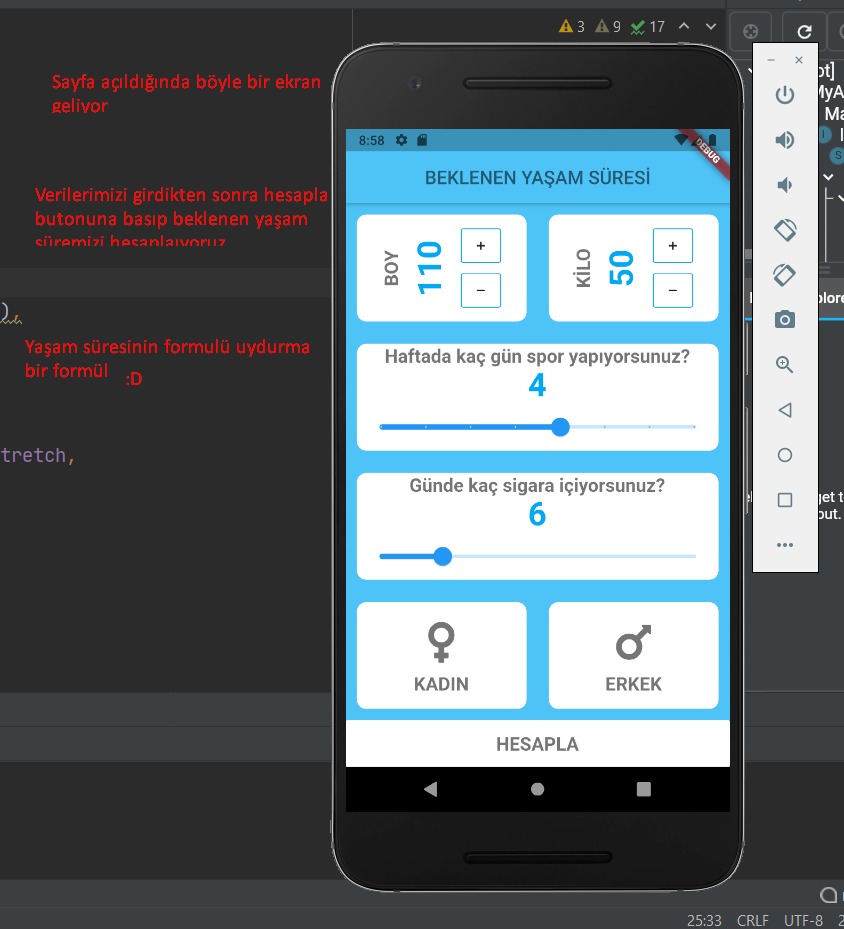 3 9 17
Sayfa açıldığında böyle bir ekran
geliyor
Verilerimizi girdikten sonra hesapla
butonuna basıp beklenen yaşam
süremizi hesaplaıyoruz
),
Yaşam süresinin formulü uydurma
bir formül :D
tretch,
8:58
DEBUG
BEKLENEN YAŞAM SÜRESİ
BOY 110 + −
KİLO 50 + −
Haftada kaç gün spor yapıyorsunuz?
4
Günde kaç sigara içiyorsunuz?
6
KADIN ERKEK
HESAPLA
ot]
MyA
Ma
plore
get t
out.
25:33 CRLF UTF-8 2